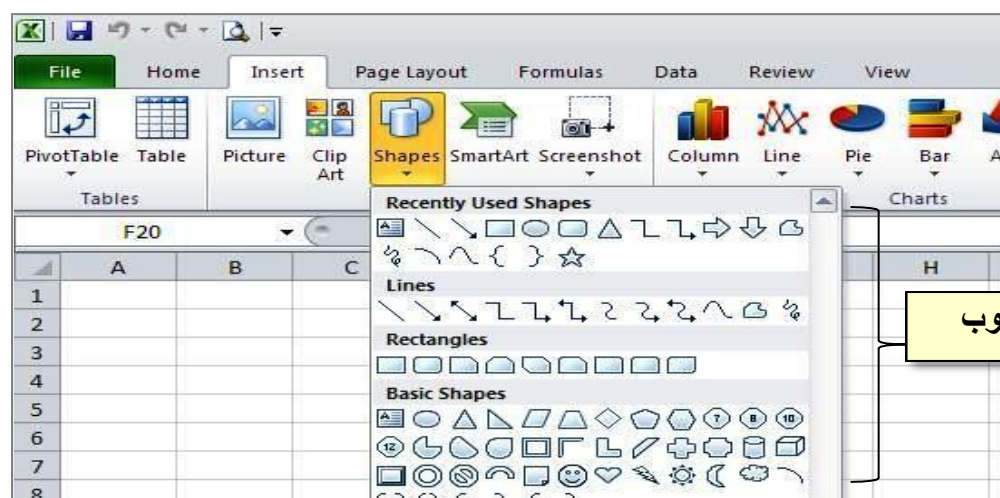 File Home Insert Page Layout Formulas Data Review View
PivotTable Table Picture Clip Art Shapes SmartArt Screenshot Column Line Pie Bar
Tables Charts
F20
A B C H
Recently Used Shapes
Lines
Rectangles
Basic Shapes
1
2
3
4
5
6
7
8